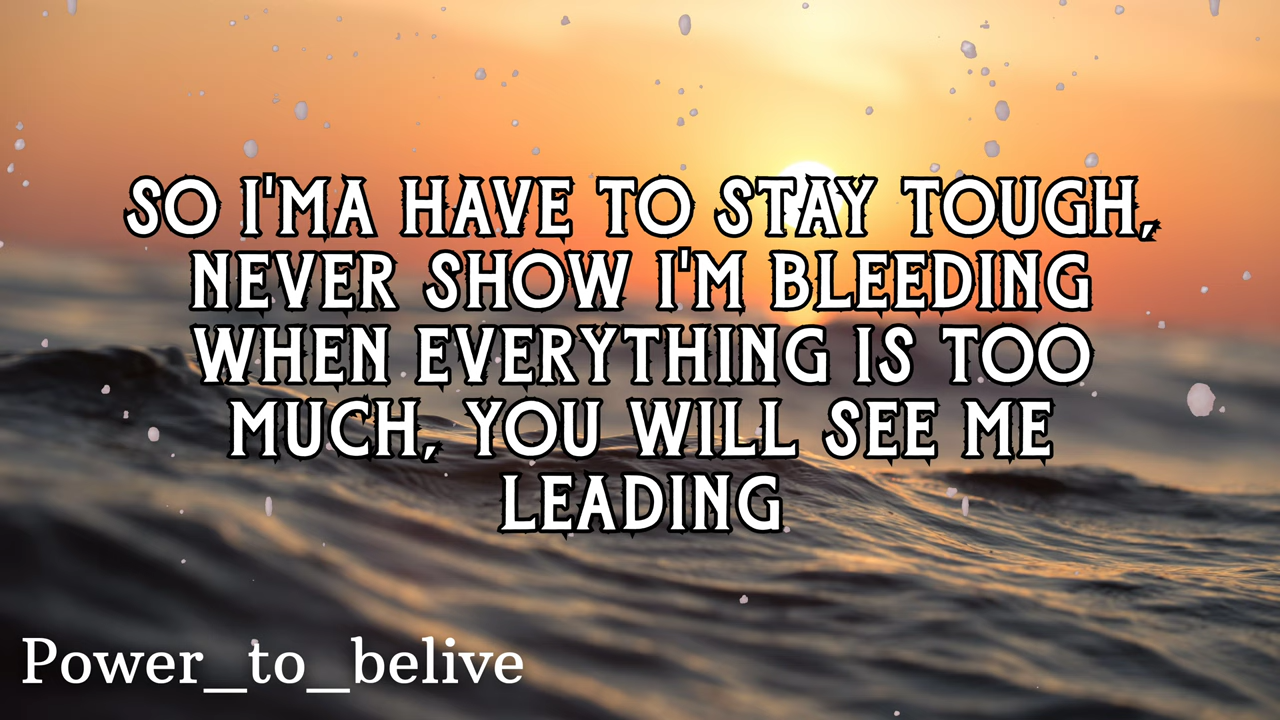 SO I'MA HAVE TO STAY TOUGH,
NEVER SHOW I'M BLEEDING
WHEN EVERYTHING IS TOO
MUCH, YOU WILL SEE ME
LEADING
Power_to_belive